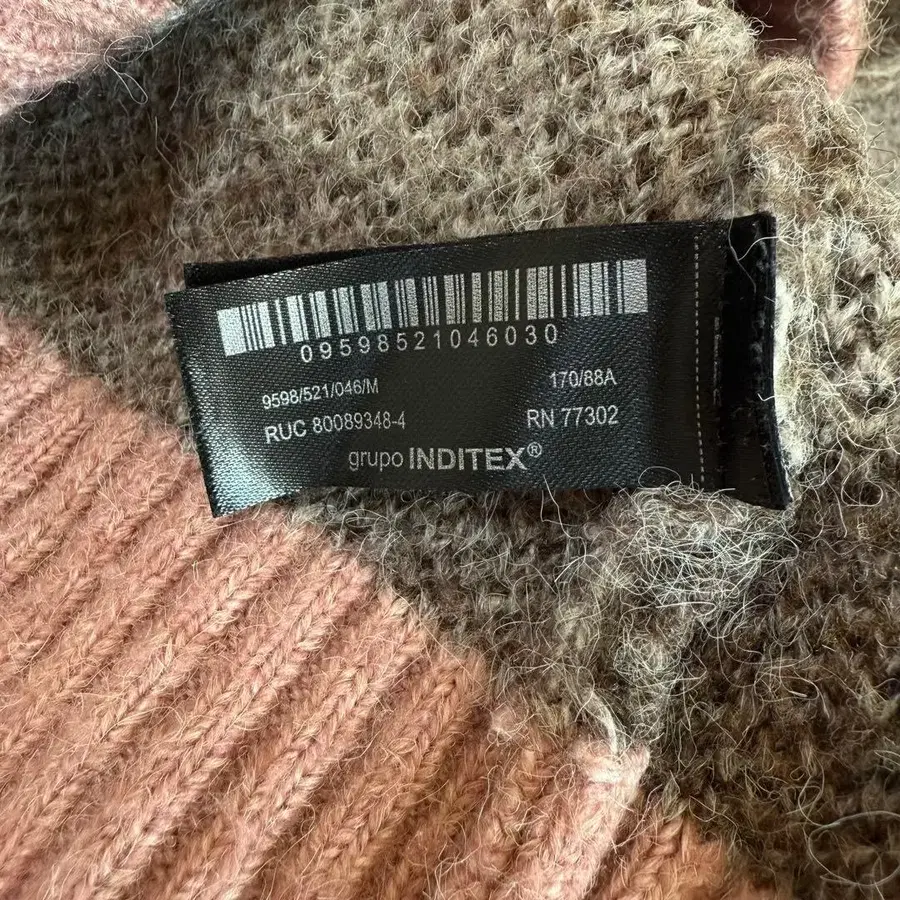 09598521046030
9598/521/046/M 170/88A
RUC 80089348-4 RN 77302
grupo INDITEX®